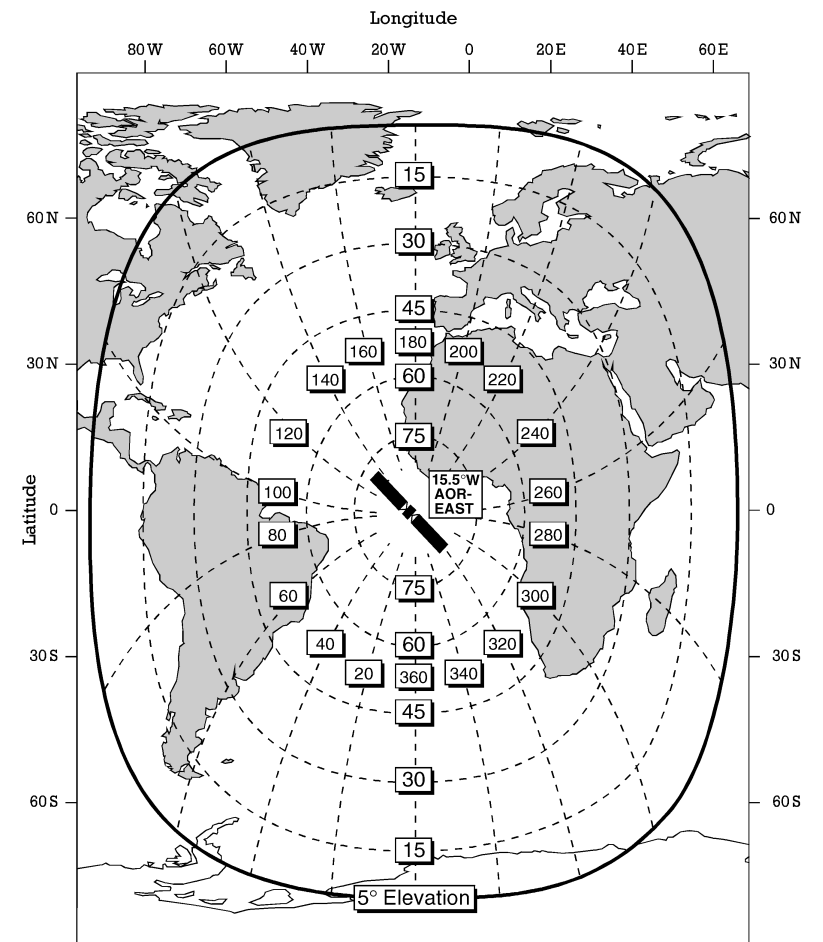 Longitude
80W 60W 40W 20W 0 20E 40E 60E
15
60N 60N
30
45
180
160 200
30N 30N
60
140 220
120 75 240
15.5°W
AOR-
EAST
100 260
Latitude
0 0
80 280
75
60 300
40 60 320
30S 30S
20 360 340
45
30
60S 60S
15
5° Elevation